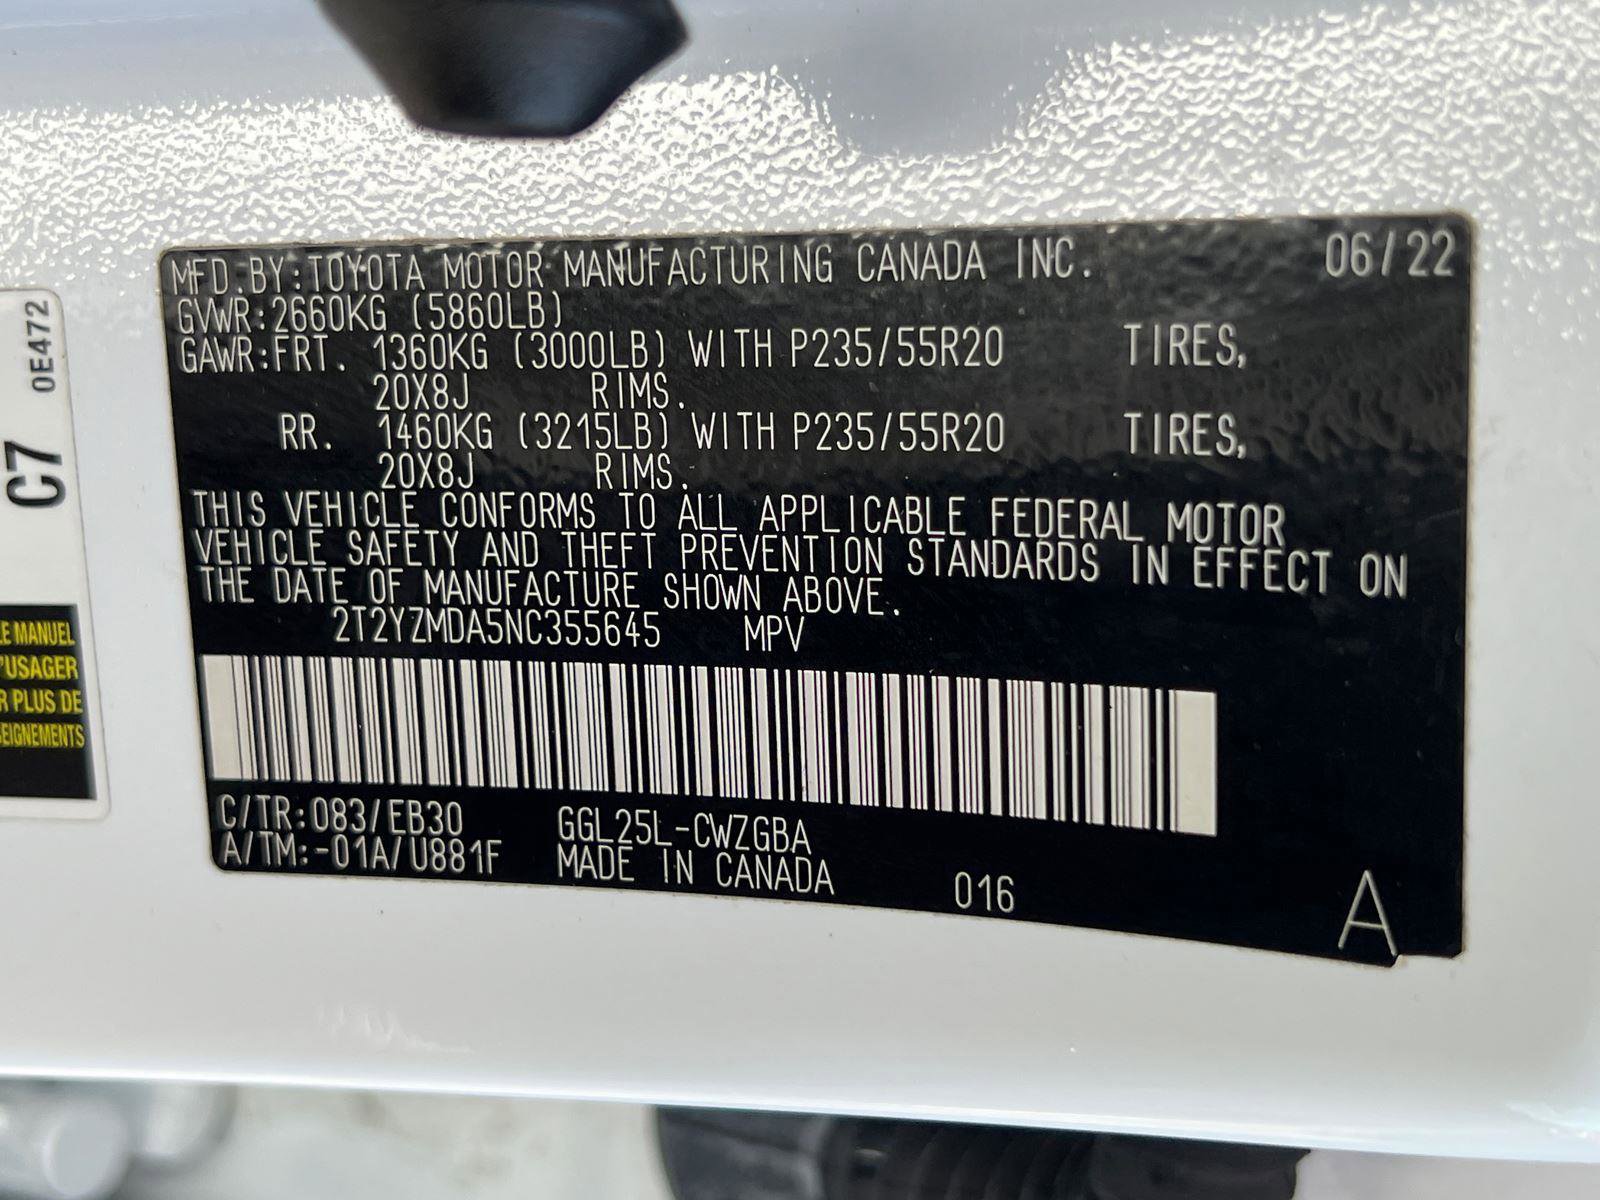 MFD.BY:TOYOTA MOTOR MANUFACTURING CANADA INC. 06/22
GVWR:2660KG (5860LB)
GAWR:FRT. 1360KG (3000LB) WITH P235/55R20 TIRES,
20X8J RIMS.
RR. 1460KG (3215LB) WITH P235/55R20 TIRES,
20X8J RIMS.
THIS VEHICLE CONFORMS TO ALL APPLICABLE FEDERAL MOTOR
VEHICLE SAFETY AND THEFT PREVENTION STANDARDS IN EFFECT ON
THE DATE OF MANUFACTURE SHOWN ABOVE.
2T2YZMDA5NC355645 MPV
C/TR:083/EB30 GGL25L-CWZGBA
A/TM:-01A/U881F MADE IN CANADA 016 A
C7 0E472
E MANUEL
'USAGER
R PLUS DE
EIGNEMENTS